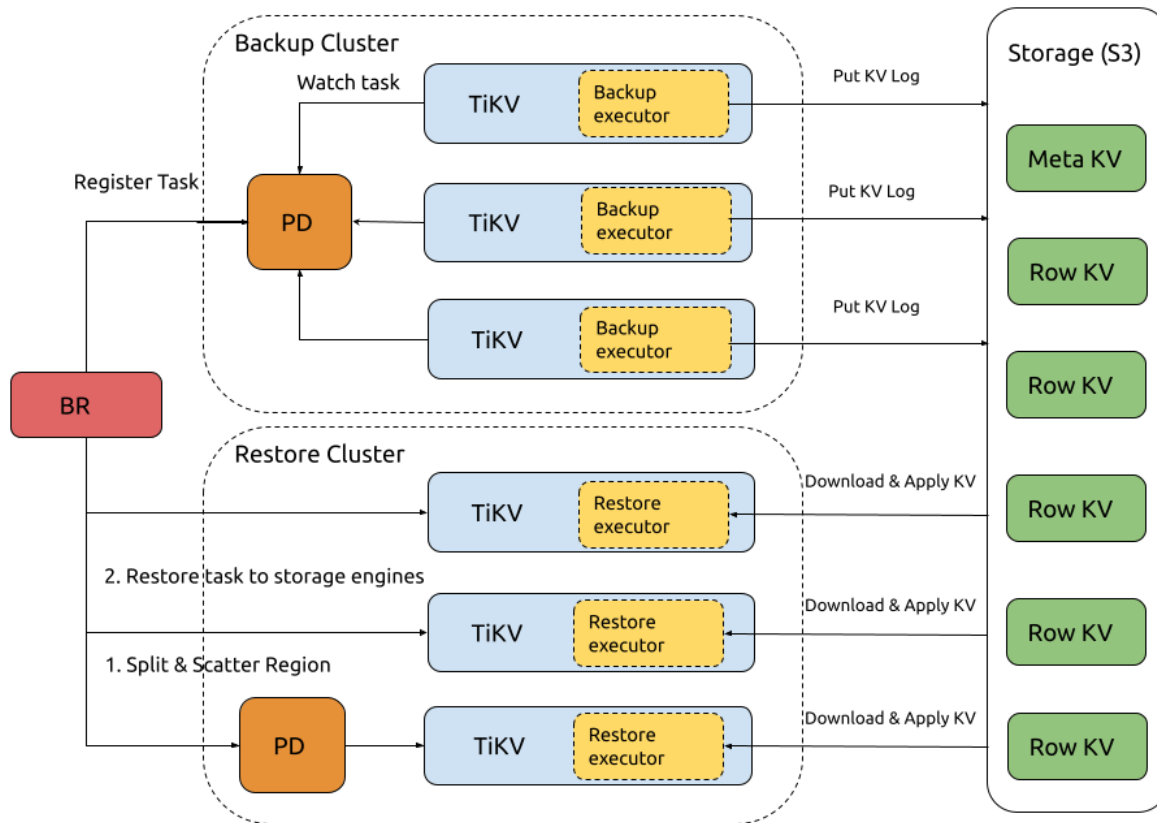 Backup Cluster
Storage (S3)
Watch task
TiKV
Backup
executor
Put KV Log
Meta KV
Register Task
PD
TiKV
Backup
executor
Put KV Log
Row KV
TiKV
Backup
executor
Put KV Log
Row KV
BR
Restore Cluster
TiKV
Restore
executor
Download & Apply KV
Row KV
2. Restore task to storage engines
TiKV
Restore
executor
Download & Apply KV
Row KV
1. Split & Scatter Region
PD
TiKV
Restore
executor
Download & Apply KV
Row KV